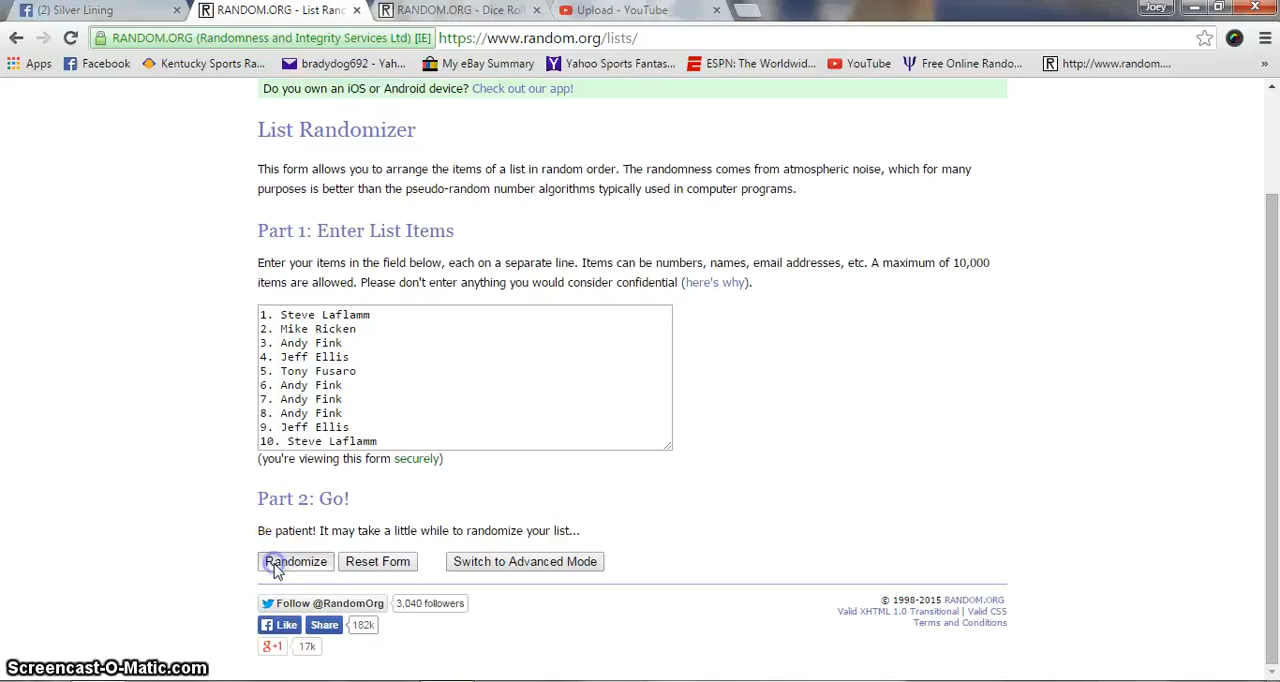 (2) Silver Lining
RANDOM.ORG - List Ranc
RANDOM.ORG - Dice Roll
Upload - YouTube
Joey
RANDOM.ORG (Randomness and Integrity Services Ltd) [IE]
https://www.random.org/lists/
Apps
Facebook
Kentucky Sports Ra...
bradydog692 - Yah...
My eBay Summary
Yahoo Sports Fantas...
ESPN: The Worldwid...
YouTube
Free Online Rando...
http://www.random....
»
Do you own an iOS or Android device? Check out our app!
List Randomizer
This form allows you to arrange the items of a list in random order. The randomness comes from atmospheric noise, which for many
purposes is better than the pseudo-random number algorithms typically used in computer programs.
Part 1: Enter List Items
Enter your items in the field below, each on a separate line. Items can be numbers, names, email addresses, etc. A maximum of 10,000
items are allowed. Please don't enter anything you would consider confidential (here's why).
1. Steve Laflamm
2. Mike Ricken
3. Andy Fink
4. Jeff Ellis
5. Tony Fusaro
6. Andy Fink
7. Andy Fink
8. Andy Fink
9. Jeff Ellis
10. Steve Laflamm
(you're viewing this form securely)
Part 2: Go!
Be patient! It may take a little while to randomize your list...
Randomize
Reset Form
Switch to Advanced Mode
Follow @RandomOrg
3,040 followers
Like
Share
182k
g+1
17k
© 1998-2015 RANDOM.ORG
Valid XHTML 1.0 Transitional | Valid CSS
Terms and Conditions
Screencast-O-Matic.com